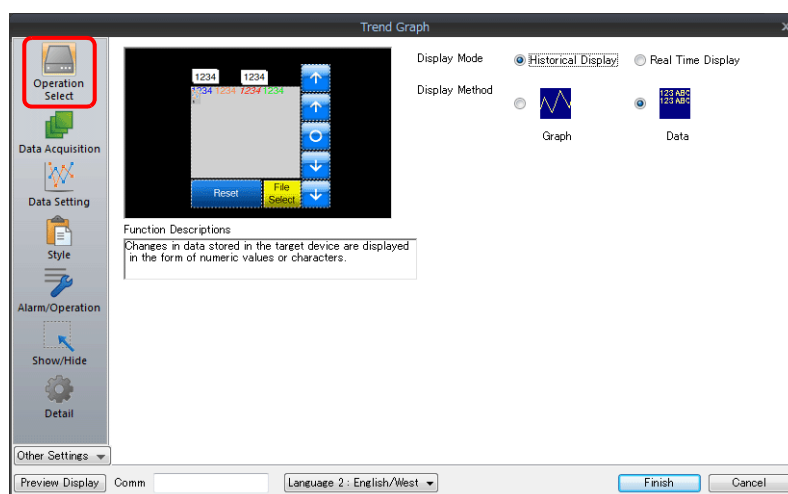 Trend Graph
Operation
Select
Data Acquisition
Data Setting
Style
Alarm/Operation
Show/Hide
Detail
Other Settings
1234 1234
1234 1234 1234 1234
Reset
File
Select
Function Descriptions
Changes in data stored in the target device are displayed
in the form of numeric values or characters.
Display Mode Historical Display Real Time Display
Display Method
123 ABC
123 ABC
Graph Data
Preview Display Comm Language 2 : English/West Finish Cancel